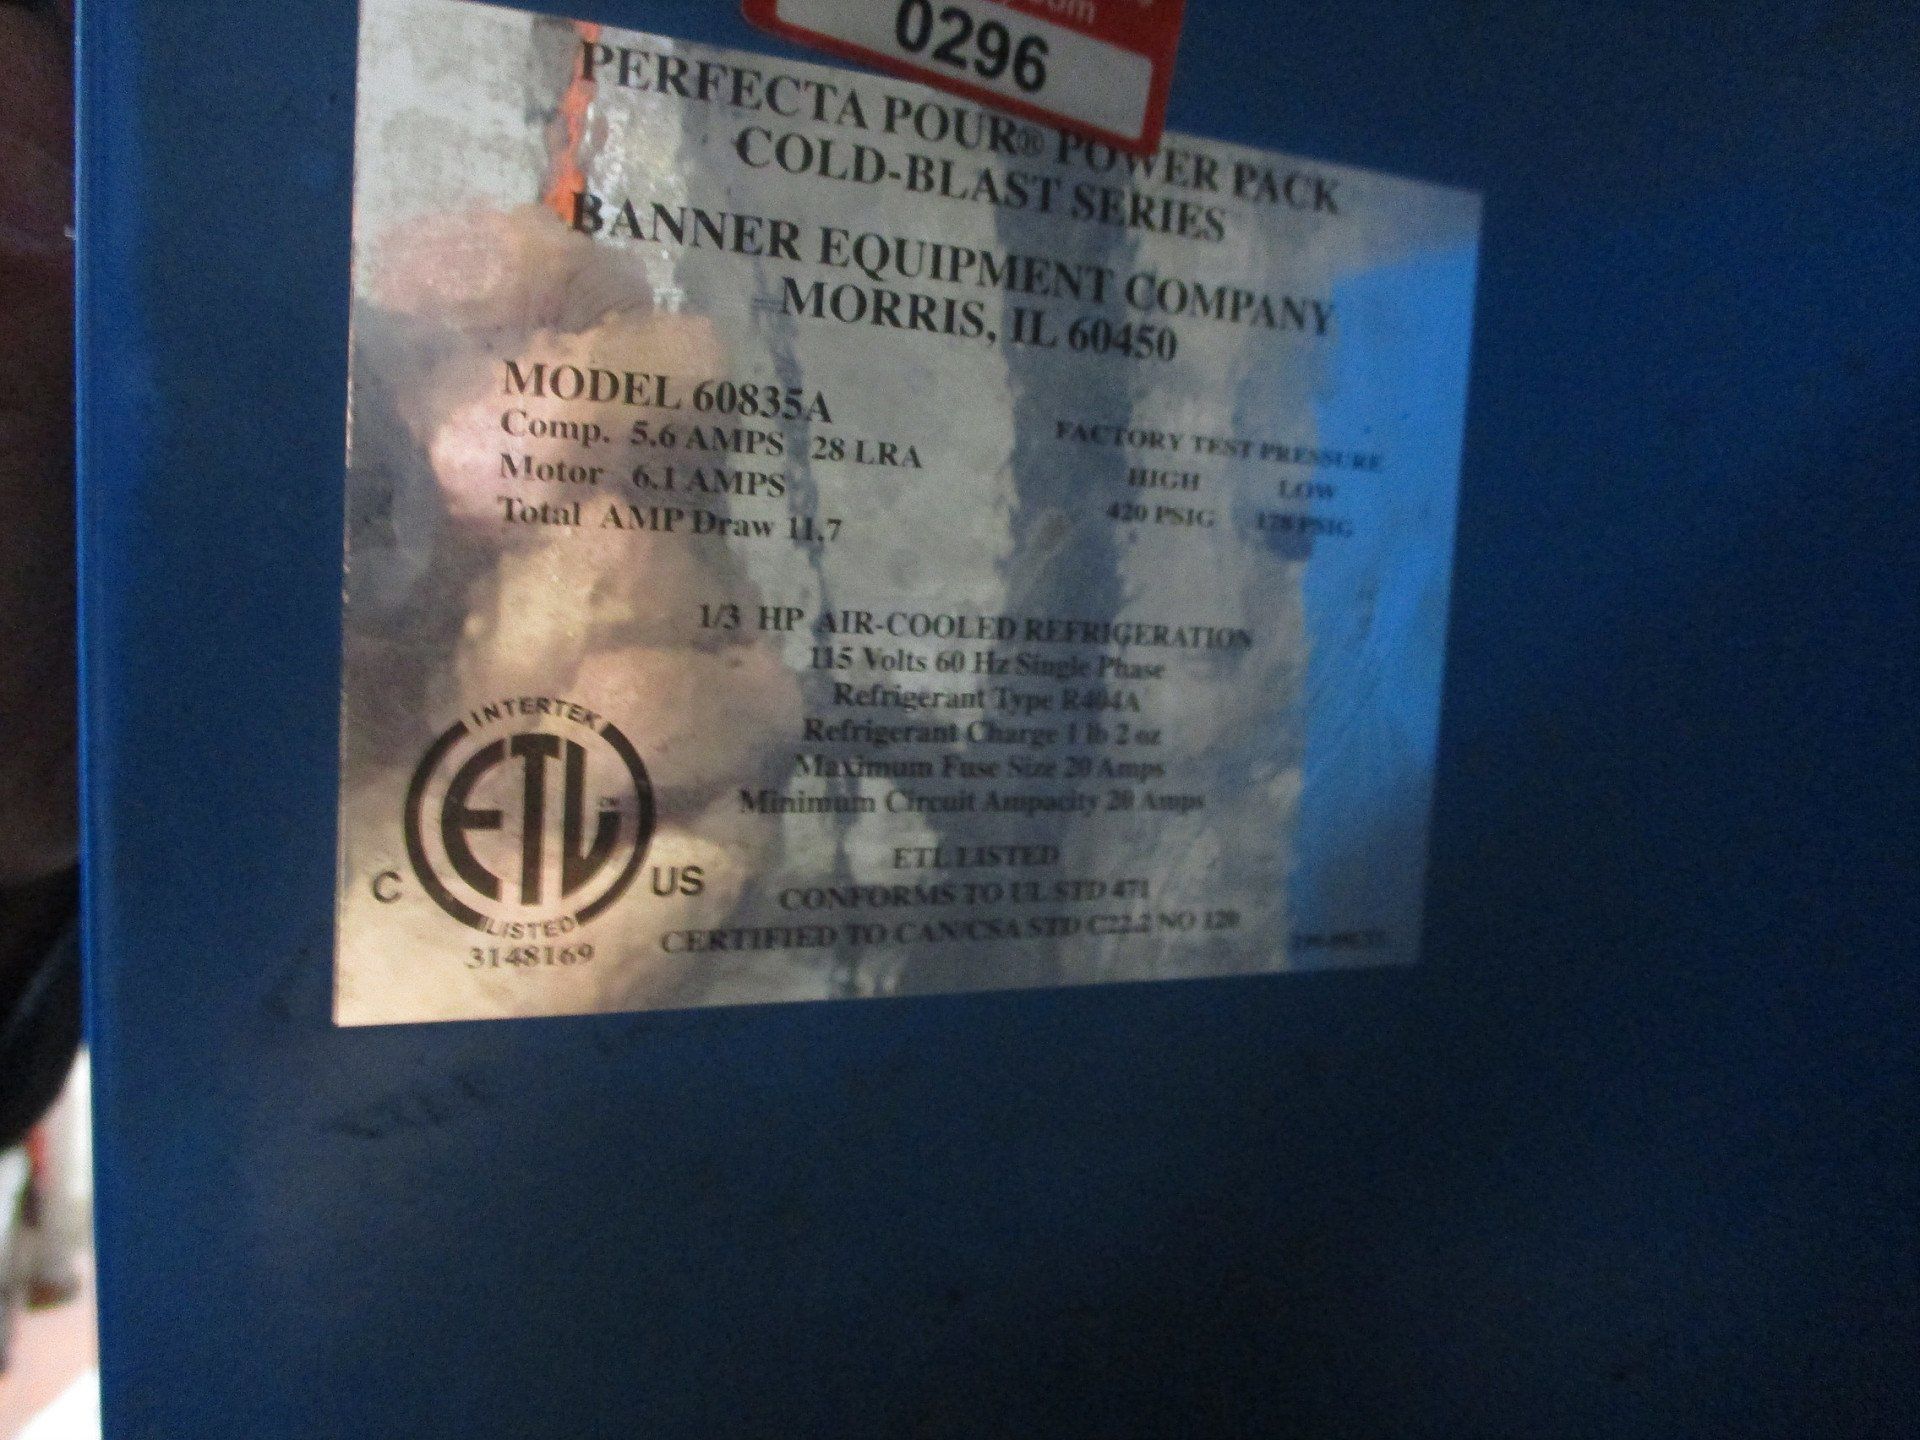 0296
PERFECTA POUR® POWER PACK
COLD-BLAST SERIES
BANNER EQUIPMENT COMPANY
MORRIS, IL 60450
MODEL 60835A
Comp. 5.6 AMPS 28 LRA
Motor 6.1 AMPS
Total AMP Draw 11.7
FACTORY TEST PRESSURE
HIGH LOW
420 PSIG 178 PSIG
1/3 HP AIR-COOLED REFRIGERATION
115 Volts 60 Hz Single Phase
Refrigerant Type R404A
Refrigerant Charge 1 lb 2 oz
Maximum Fuse Size 20 Amps
Minimum Circuit Ampacity 20 Amps
ETL LISTED
CONFORMS TO UL STD 471
CERTIFIED TO CAN/CSA STD C22.2 NO 120
INTERTEK
ETL CM
C US
LISTED
3148169